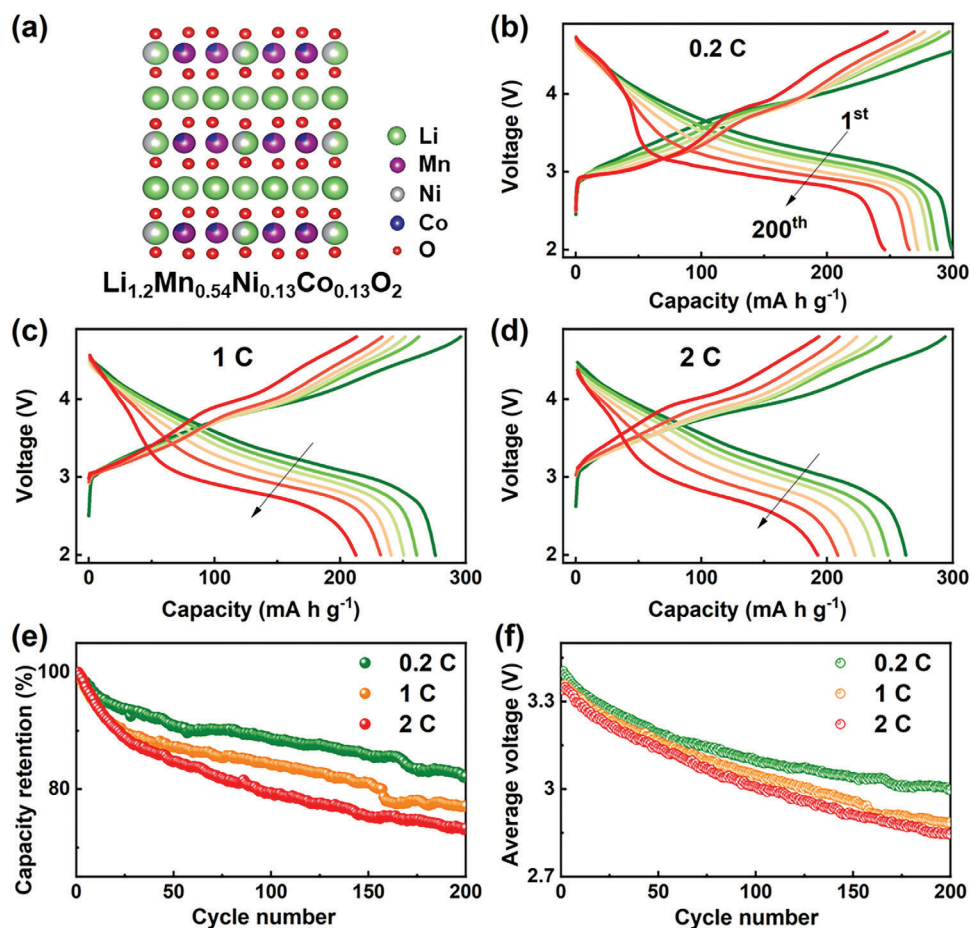 (a)
Li
Mn
Ni
Co
O
Li1.2Mn0.54Ni0.13Co0.13O2
(b)
0.2 C
1st
200th
4
3
2
Voltage (V)
0
100
200
300
Capacity (mA h g-1)
(c)
1 C
4
3
2
Voltage (V)
0
100
200
300
Capacity (mA h g-1)
(d)
2 C
4
3
2
Voltage (V)
0
100
200
300
Capacity (mA h g-1)
(e)
0.2 C
1 C
2 C
100
80
Capacity retention (%)
0
50
100
150
200
Cycle number
(f)
0.2 C
1 C
2 C
3.3
3
2.7
Average voltage (V)
0
50
100
150
200
Cycle number